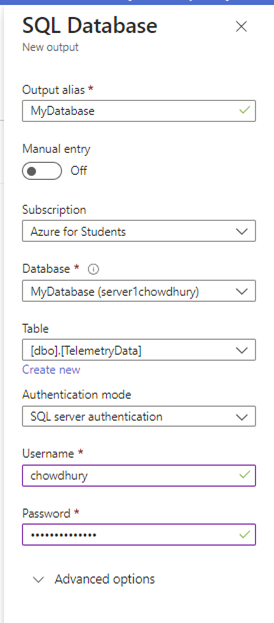 SQL Database
New output
Output alias *
MyDatabase
Manual entry
Off
Subscription
Azure for Students
Database *
MyDatabase (server1chowdhury)
Table
[dbo].[TelemetryData]
Create new
Authentication mode
SQL server authentication
Username *
chowdhury
Password *
••••••••••••••
Advanced options